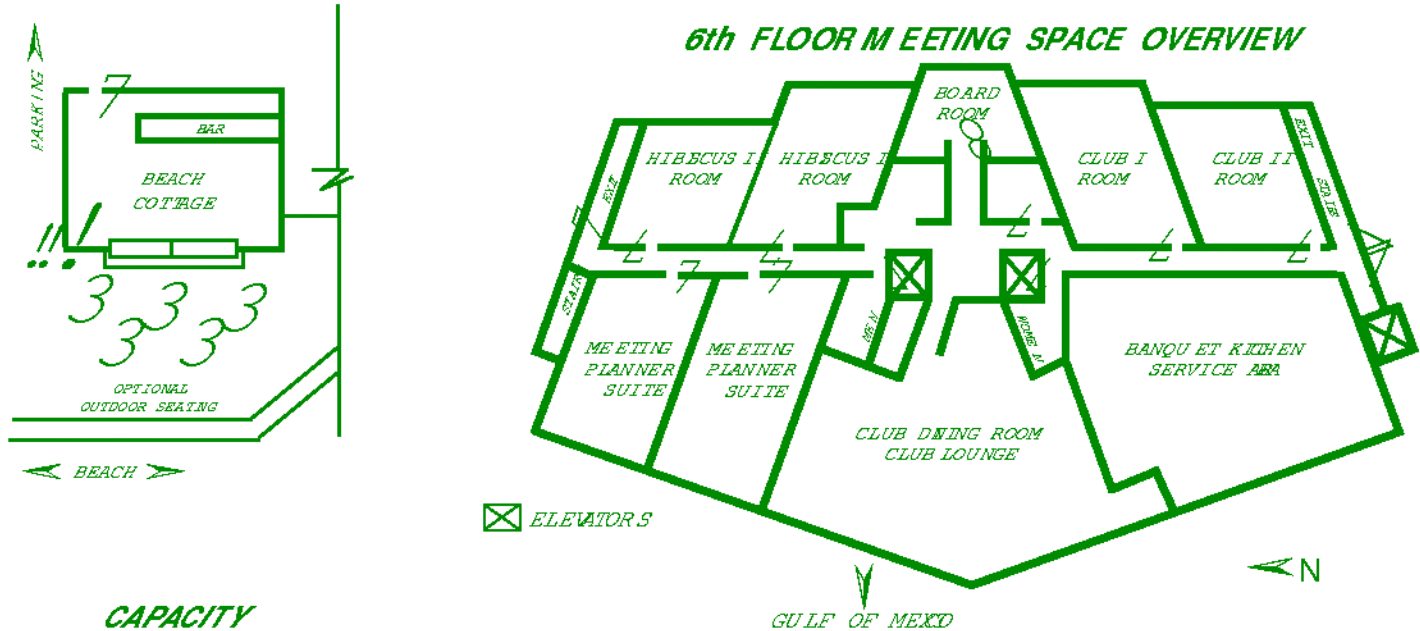 6th FLOOR MEETING SPACE OVERVIEW
PARKING
BAR
BEACH
COTTAGE
OPTIONAL
OUTDOOR SEATING
BEACH
CAPACITY
BOARD
ROOM
HIBECUS II
ROOM
HIBECUS I
ROOM
CLUB I
ROOM
CLUB II
ROOM
EXIT
STAIR
EXIT
STAIR
MEN
WOMEN
MEETING
PLANNER
SUITE
MEETING
PLANNER
SUITE
BANQUET KITHEN
SERVICE AREA
CLUB DINING ROOM
CLUB LOUNGE
ELEVATORS
N
GULF OF MEXICO